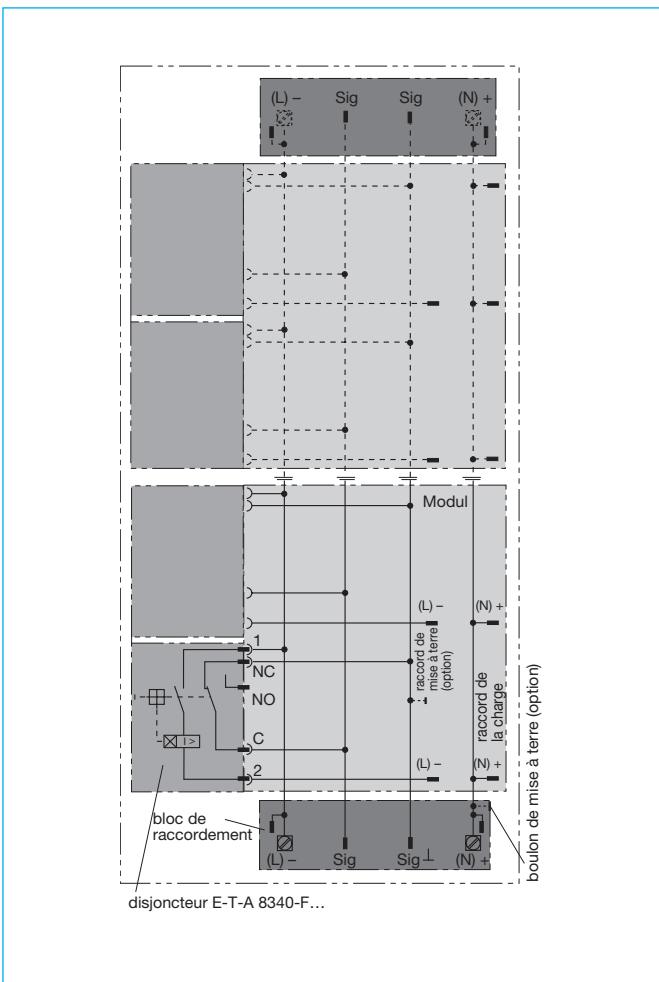 (L) – Sig Sig (N) +
Modul
(L) – (N) +
1
NC
NO
C
2
raccord de
mise à terre
(option)
raccord de
la charge
(L) – (N) +
boulon de mise à terre (option)
I >
bloc de
raccordement
(L) – Sig Sig ⊥ (N) +
disjoncteur E-T-A 8340-F...